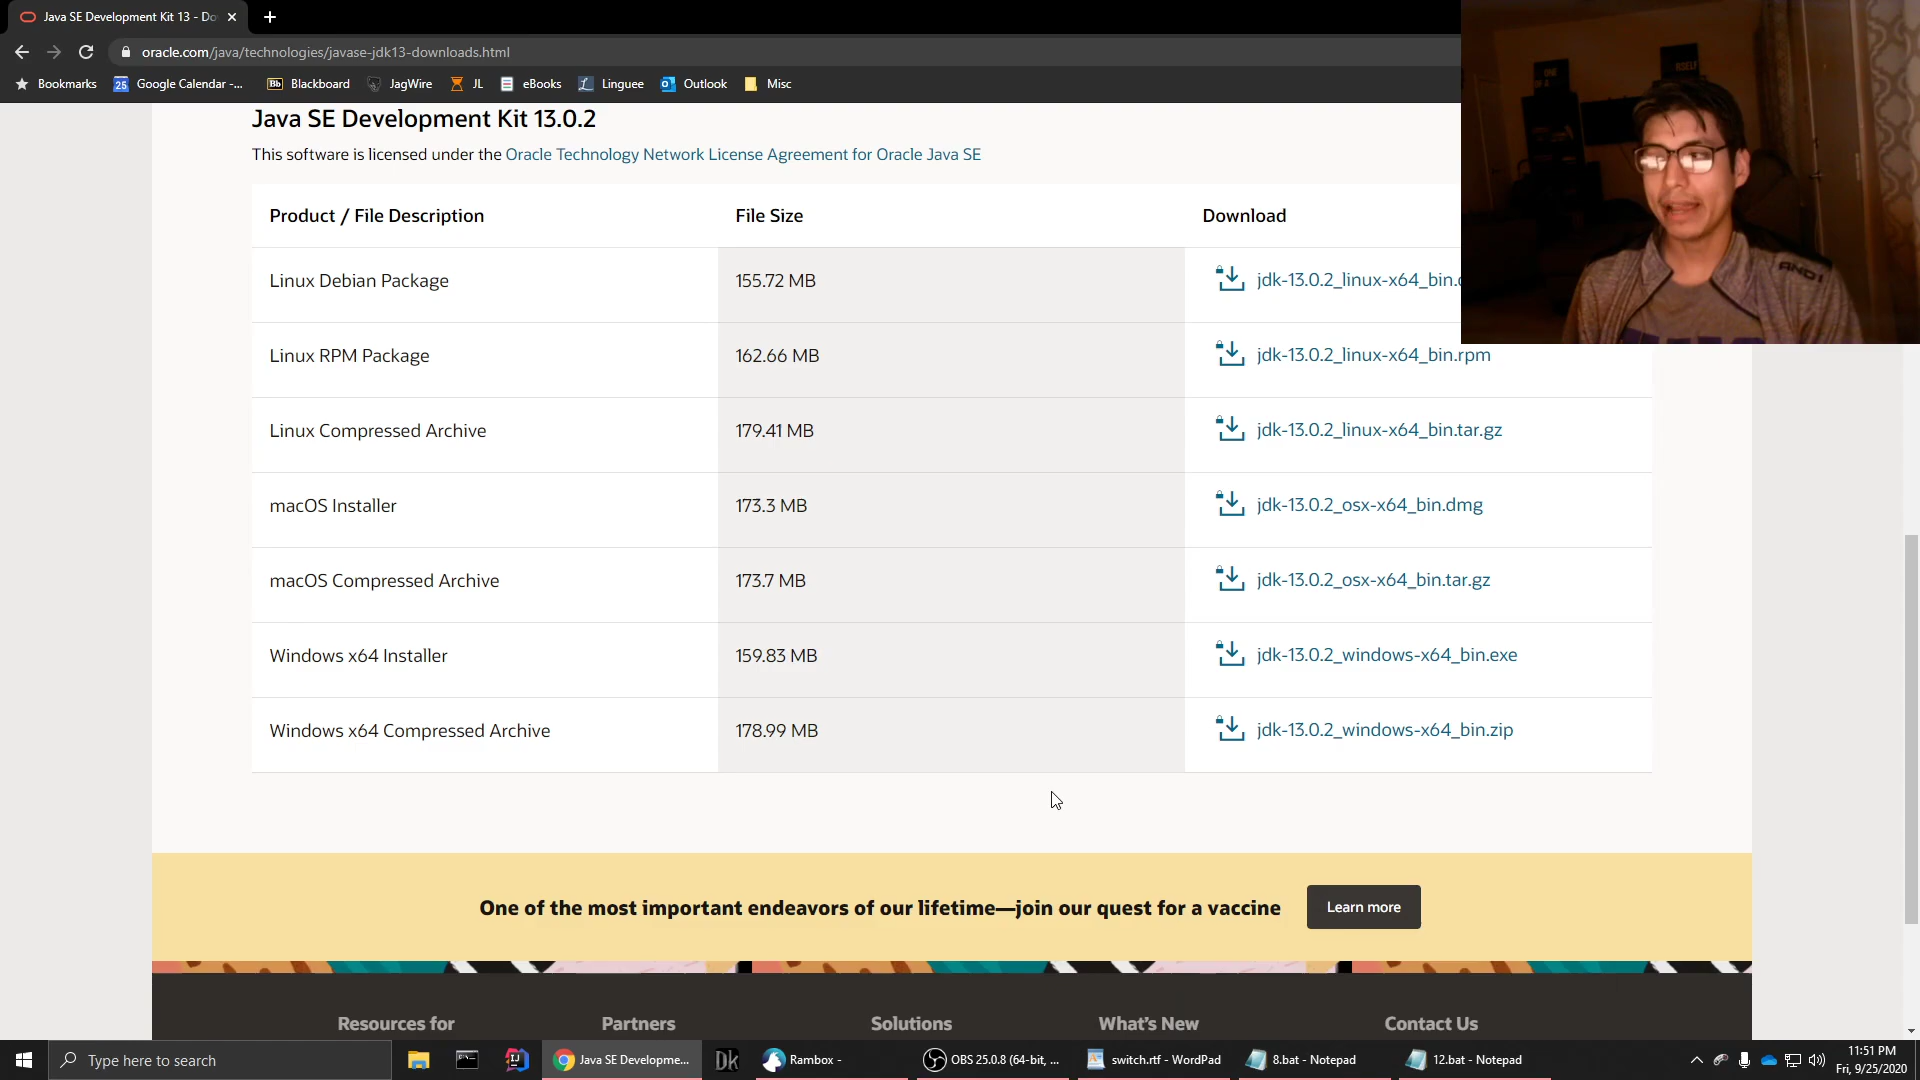 Java SE Development Kit 13 - Do
oracle.com/java/technologies/javase-jdk13-downloads.html
Bookmarks
25
Google Calendar -...
Bb
Blackboard
JagWire
JL
eBooks
Linguee
Outlook
Misc
Java SE Development Kit 13.0.2
This software is licensed under the Oracle Technology Network License Agreement for Oracle Java SE
Product / File Description
File Size
Download
Linux Debian Package
155.72 MB
jdk-13.0.2_linux-x64_bin.
Linux RPM Package
162.66 MB
jdk-13.0.2_linux-x64_bin.rpm
Linux Compressed Archive
179.41 MB
jdk-13.0.2_linux-x64_bin.tar.gz
macOS Installer
173.3 MB
jdk-13.0.2_osx-x64_bin.dmg
macOS Compressed Archive
173.7 MB
jdk-13.0.2_osx-x64_bin.tar.gz
Windows x64 Installer
159.83 MB
jdk-13.0.2_windows-x64_bin.exe
Windows x64 Compressed Archive
178.99 MB
jdk-13.0.2_windows-x64_bin.zip
One of the most important endeavors of our lifetime—join our quest for a vaccine
Learn more
Resources for
Partners
Solutions
What's New
Contact Us
Type here to search
IJ
Java SE Developme...
Dk
Rambox -
OBS 25.0.8 (64-bit, ...
switch.rtf - WordPad
8.bat - Notepad
12.bat - Notepad
11:51 PM
Fri, 9/25/2020
AND1